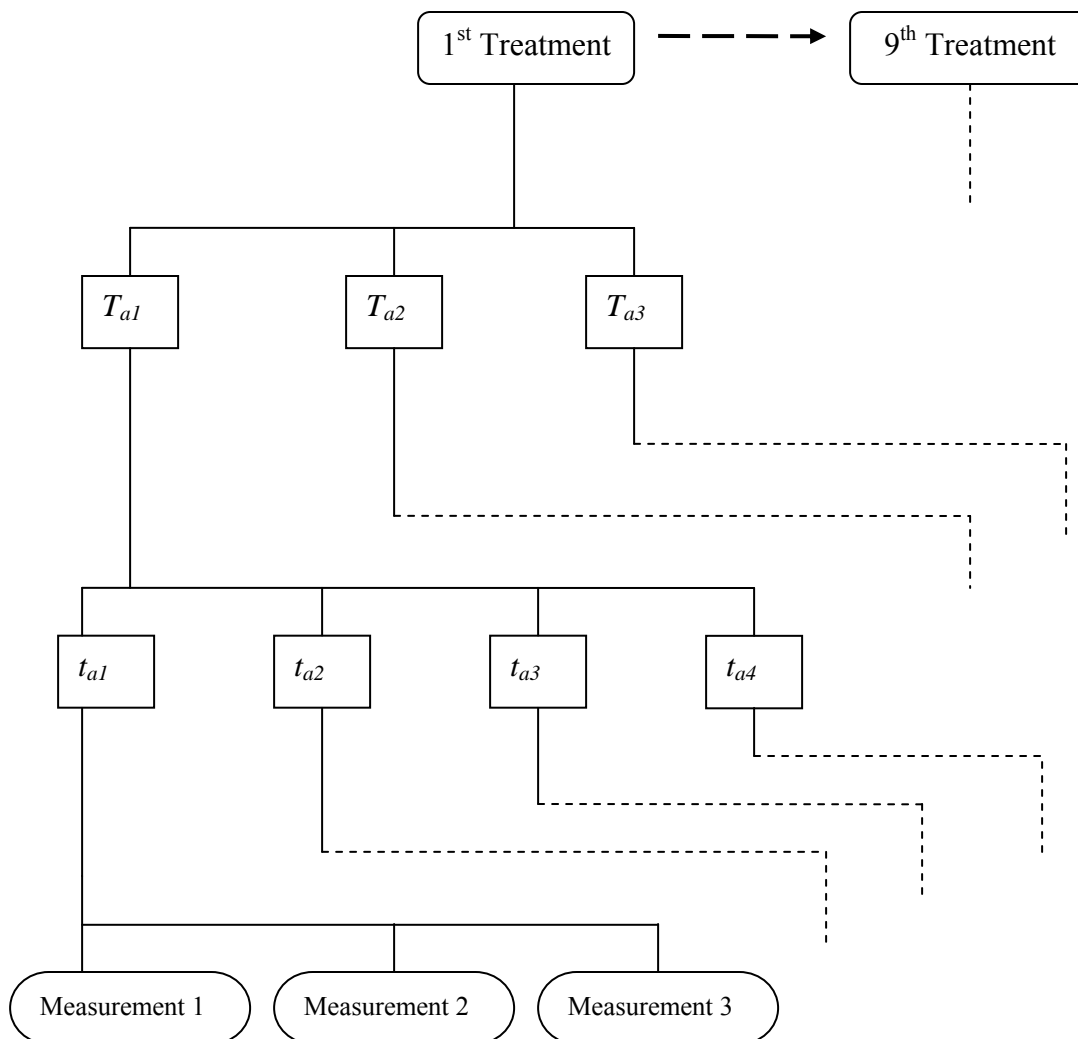 1st Treatment
9th Treatment
Ta1
Ta2
Ta3
ta1
ta2
ta3
ta4
Measurement 1
Measurement 2
Measurement 3